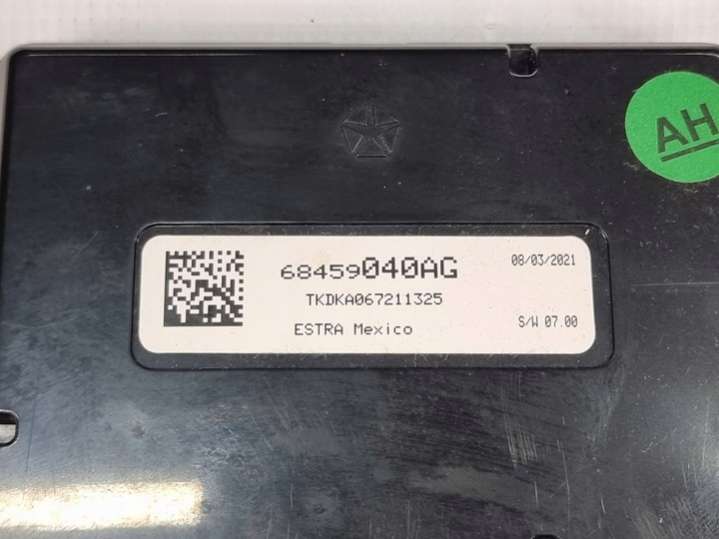 AH
68459040AG
08/03/2021
TKDKA067211325
ESTRA Mexico
S/W 07.00